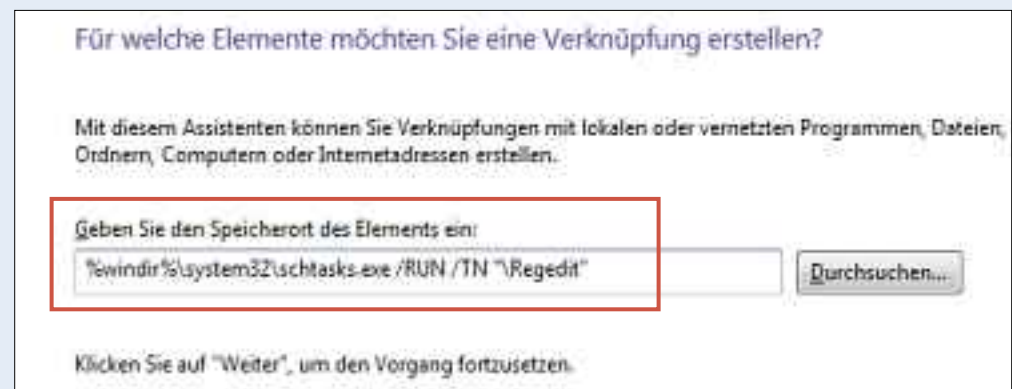 Für welche Elemente möchten Sie eine Verknüpfung erstellen?
Mit diesem Assistenten können Sie Verknüpfungen mit lokalen oder vernetzten Programmen, Dateien,
Ordnern, Computern oder Internetadressen erstellen.
Geben Sie den Speicherort des Elements ein:
%windir%\system32\schtasks.exe /RUN /TN "\Regedit"
Durchsuchen...
Klicken Sie auf "Weiter", um den Vorgang fortzusetzen.